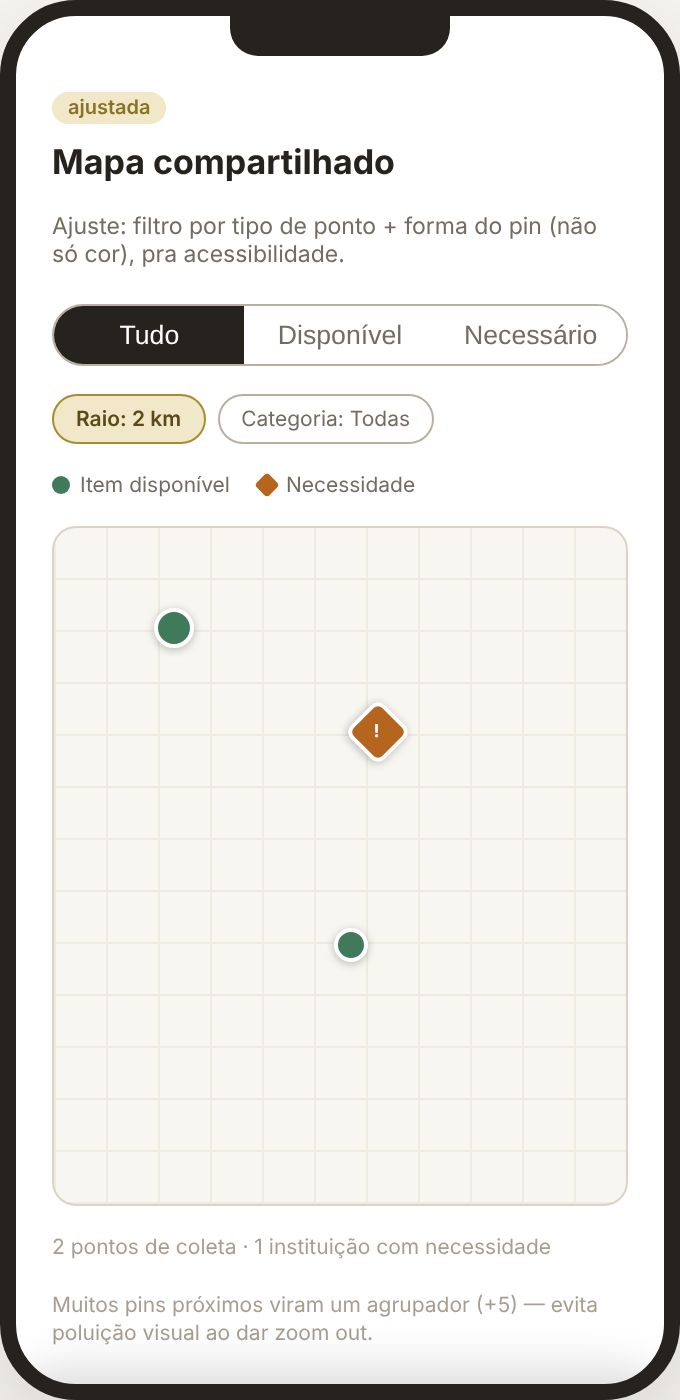 ajustada
Mapa compartilhado
Ajuste: filtro por tipo de ponto + forma do pin (não
só cor), pra acessibilidade.
Tudo
Disponível
Necessário
Raio: 2 km
Categoria: Todas
Item disponível
Necessidade
!
2 pontos de coleta · 1 instituição com necessidade
Muitos pins próximos viram um agrupador (+5) — evita
poluição visual ao dar zoom out.